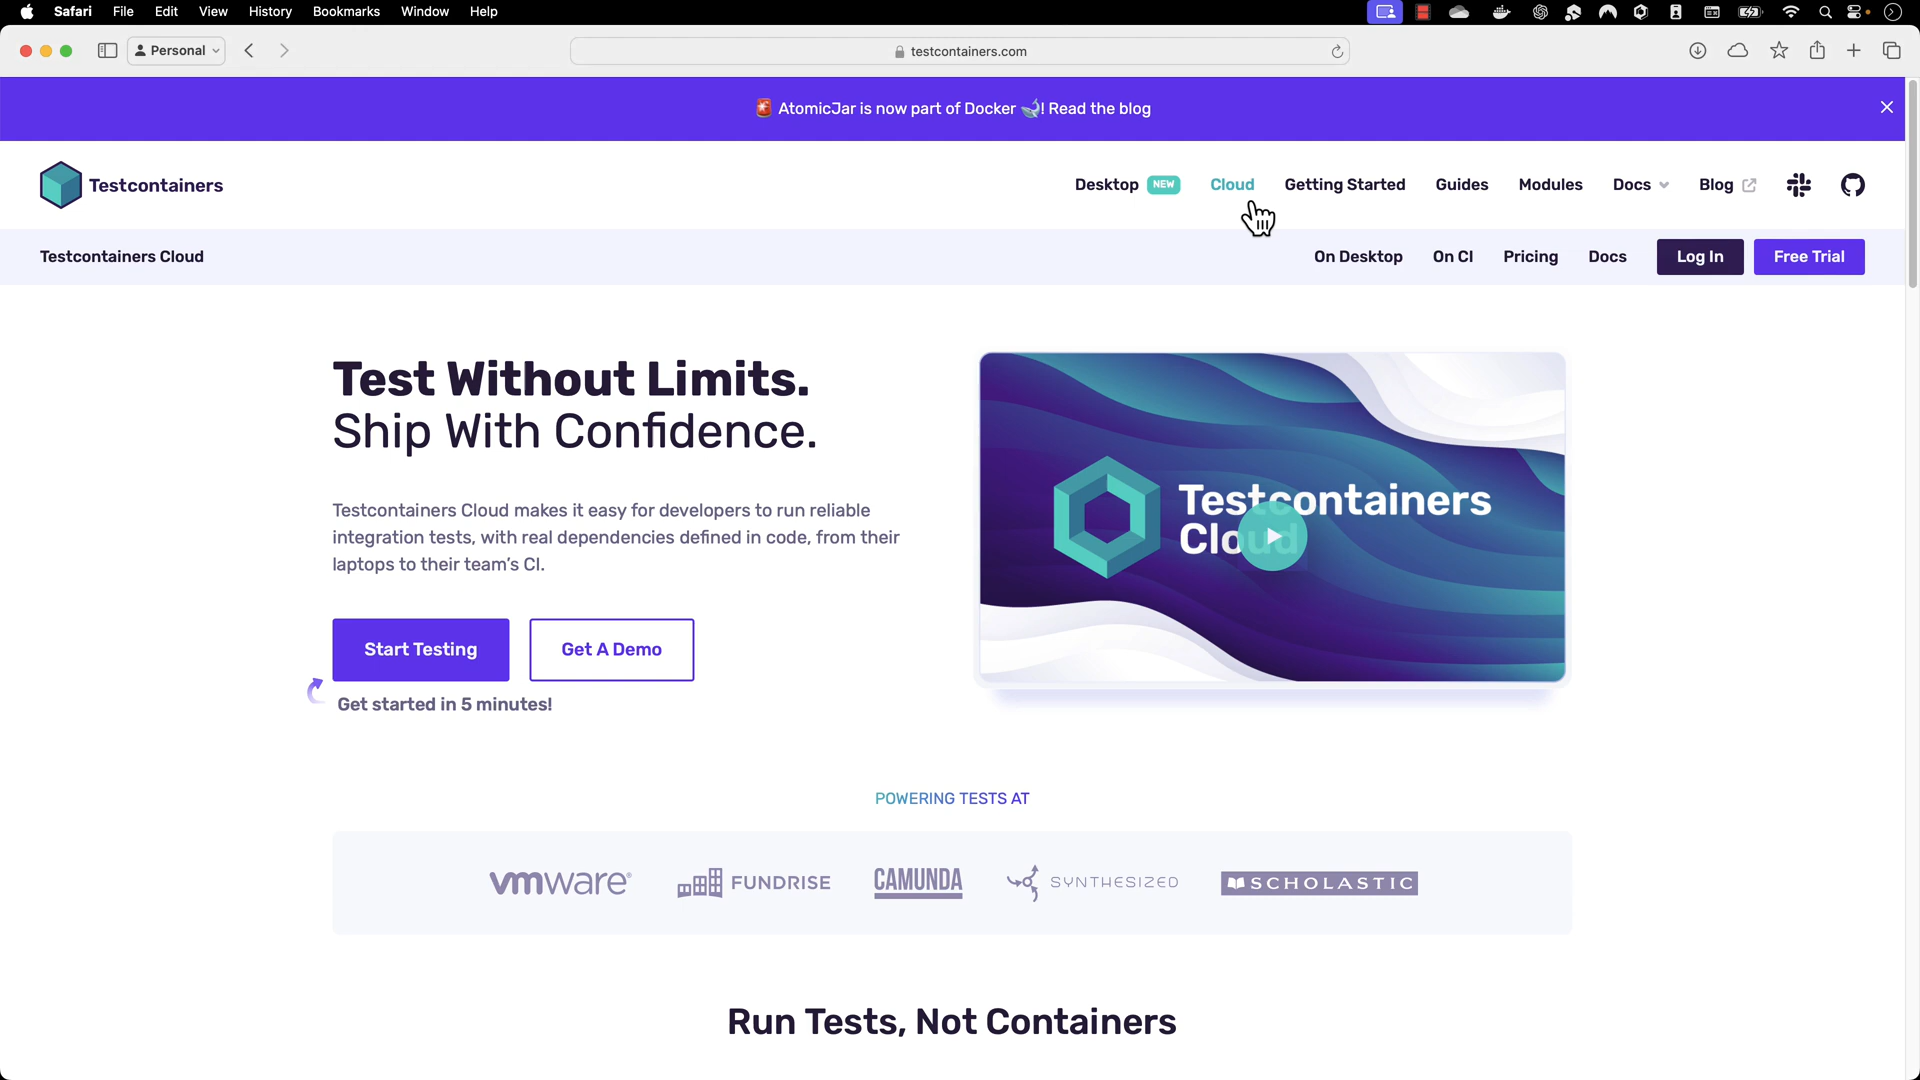 Safari File Edit View History Bookmarks Window Help
Personal
testcontainers.com
AtomicJar is now part of Docker 🐳! Read the blog
Testcontainers
Desktop NEW Cloud Getting Started Guides Modules Docs Blog
Testcontainers Cloud
On Desktop On CI Pricing Docs Log In Free Trial
Test Without Limits.
Ship With Confidence.
Testcontainers Cloud makes it easy for developers to run reliable
integration tests, with real dependencies defined in code, from their
laptops to their team's CI.
Start Testing Get A Demo
Get started in 5 minutes!
Testcontainers
Cloud
POWERING TESTS AT
vmware® FUNDRISE CAMUNDA SYNTHESIZED SCHOLASTIC
Run Tests, Not Containers